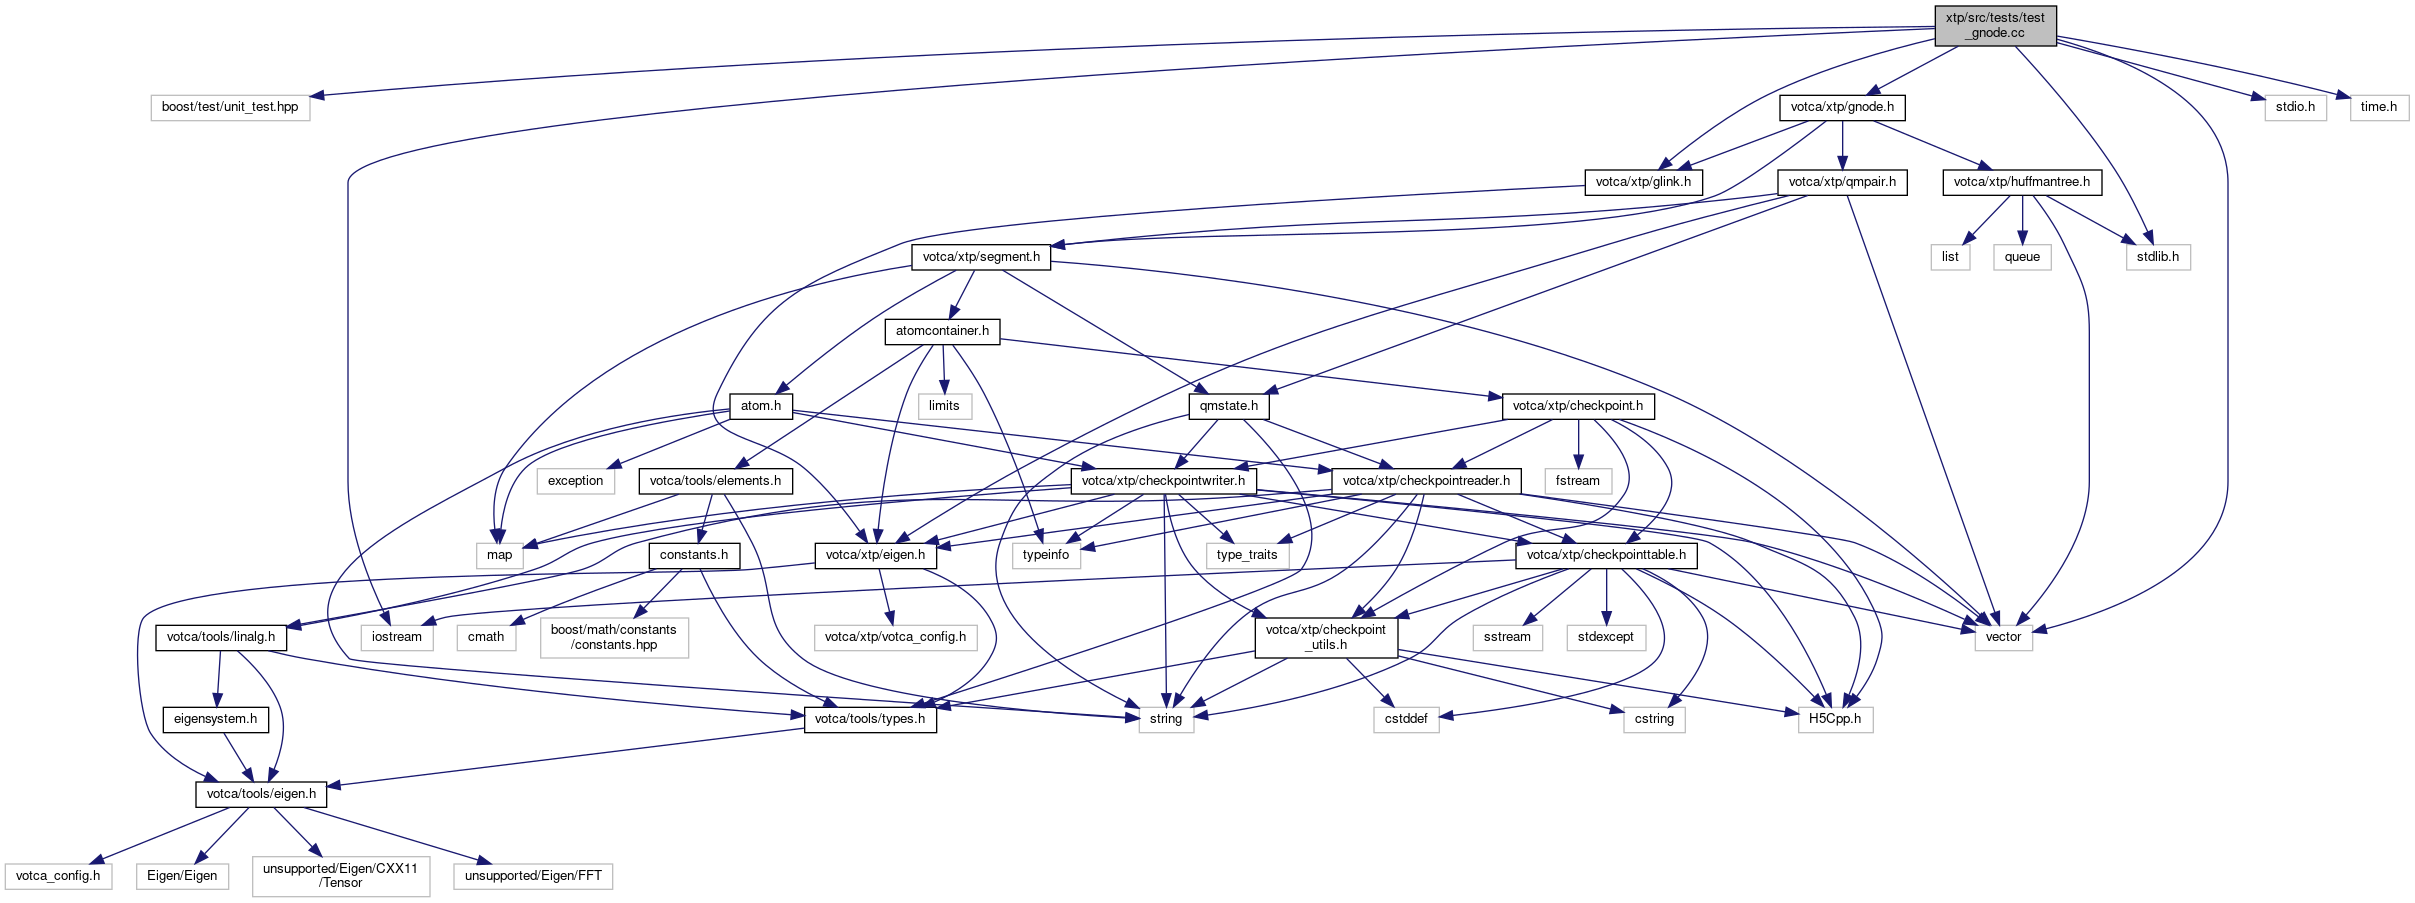 xtp/src/tests/test
_gnode.cc
boost/test/unit_test.hpp
votca/xtp/gnode.h
stdio.h
time.h
votca/xtp/glink.h
votca/xtp/qmpair.h
votca/xtp/huffmantree.h
votca/xtp/segment.h
list
queue
stdlib.h
atomcontainer.h
atom.h
limits
qmstate.h
votca/xtp/checkpoint.h
exception
votca/tools/elements.h
votca/xtp/checkpointwriter.h
votca/xtp/checkpointreader.h
fstream
map
constants.h
votca/xtp/eigen.h
typeinfo
type_traits
votca/xtp/checkpointtable.h
votca/tools/linalg.h
iostream
cmath
boost/math/constants
/constants.hpp
votca/xtp/votca_config.h
votca/xtp/checkpoint
_utils.h
sstream
stdexcept
vector
eigensystem.h
votca/tools/types.h
string
cstddef
cstring
H5Cpp.h
votca/tools/eigen.h
votca_config.h
Eigen/Eigen
unsupported/Eigen/CXX11
/Tensor
unsupported/Eigen/FFT